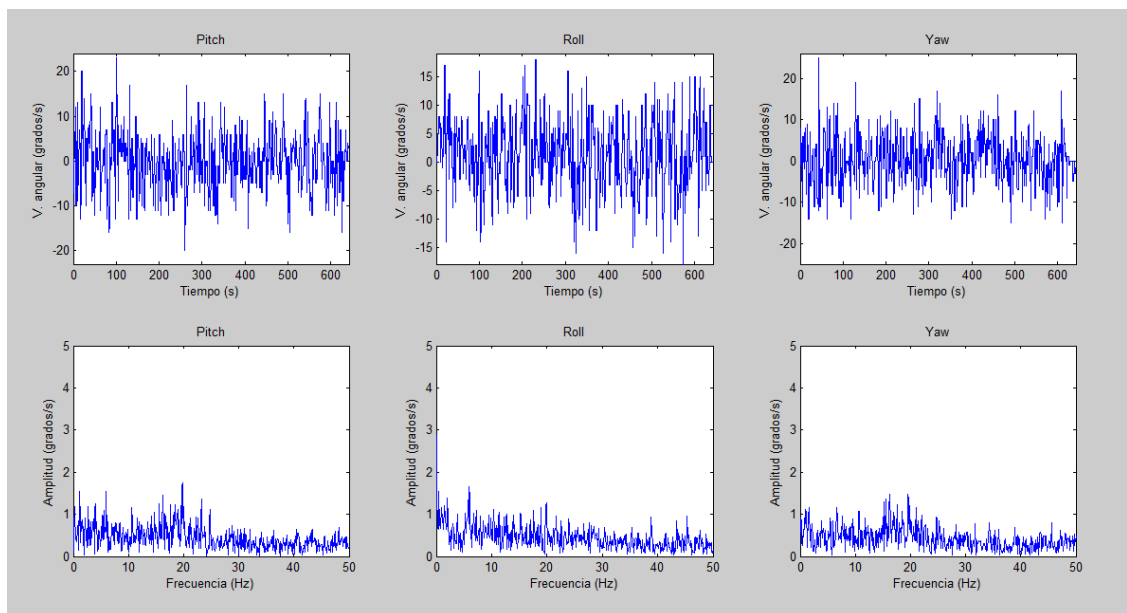 Pitch
V. angular (grados/s)
20
10
0
-10
-20
0 100 200 300 400 500 600
Tiempo (s)
Roll
V. angular (grados/s)
15
10
5
0
-5
-10
-15
0 100 200 300 400 500 600
Tiempo (s)
Yaw
V. angular (grados/s)
20
10
0
-10
-20
0 100 200 300 400 500 600
Tiempo (s)
Pitch
Amplitud (grados/s)
5
4
3
2
1
0
0 10 20 30 40 50
Frecuencia (Hz)
Roll
Amplitud (grados/s)
5
4
3
2
1
0
0 10 20 30 40 50
Frecuencia (Hz)
Yaw
Amplitud (grados/s)
5
4
3
2
1
0
0 10 20 30 40 50
Frecuencia (Hz)